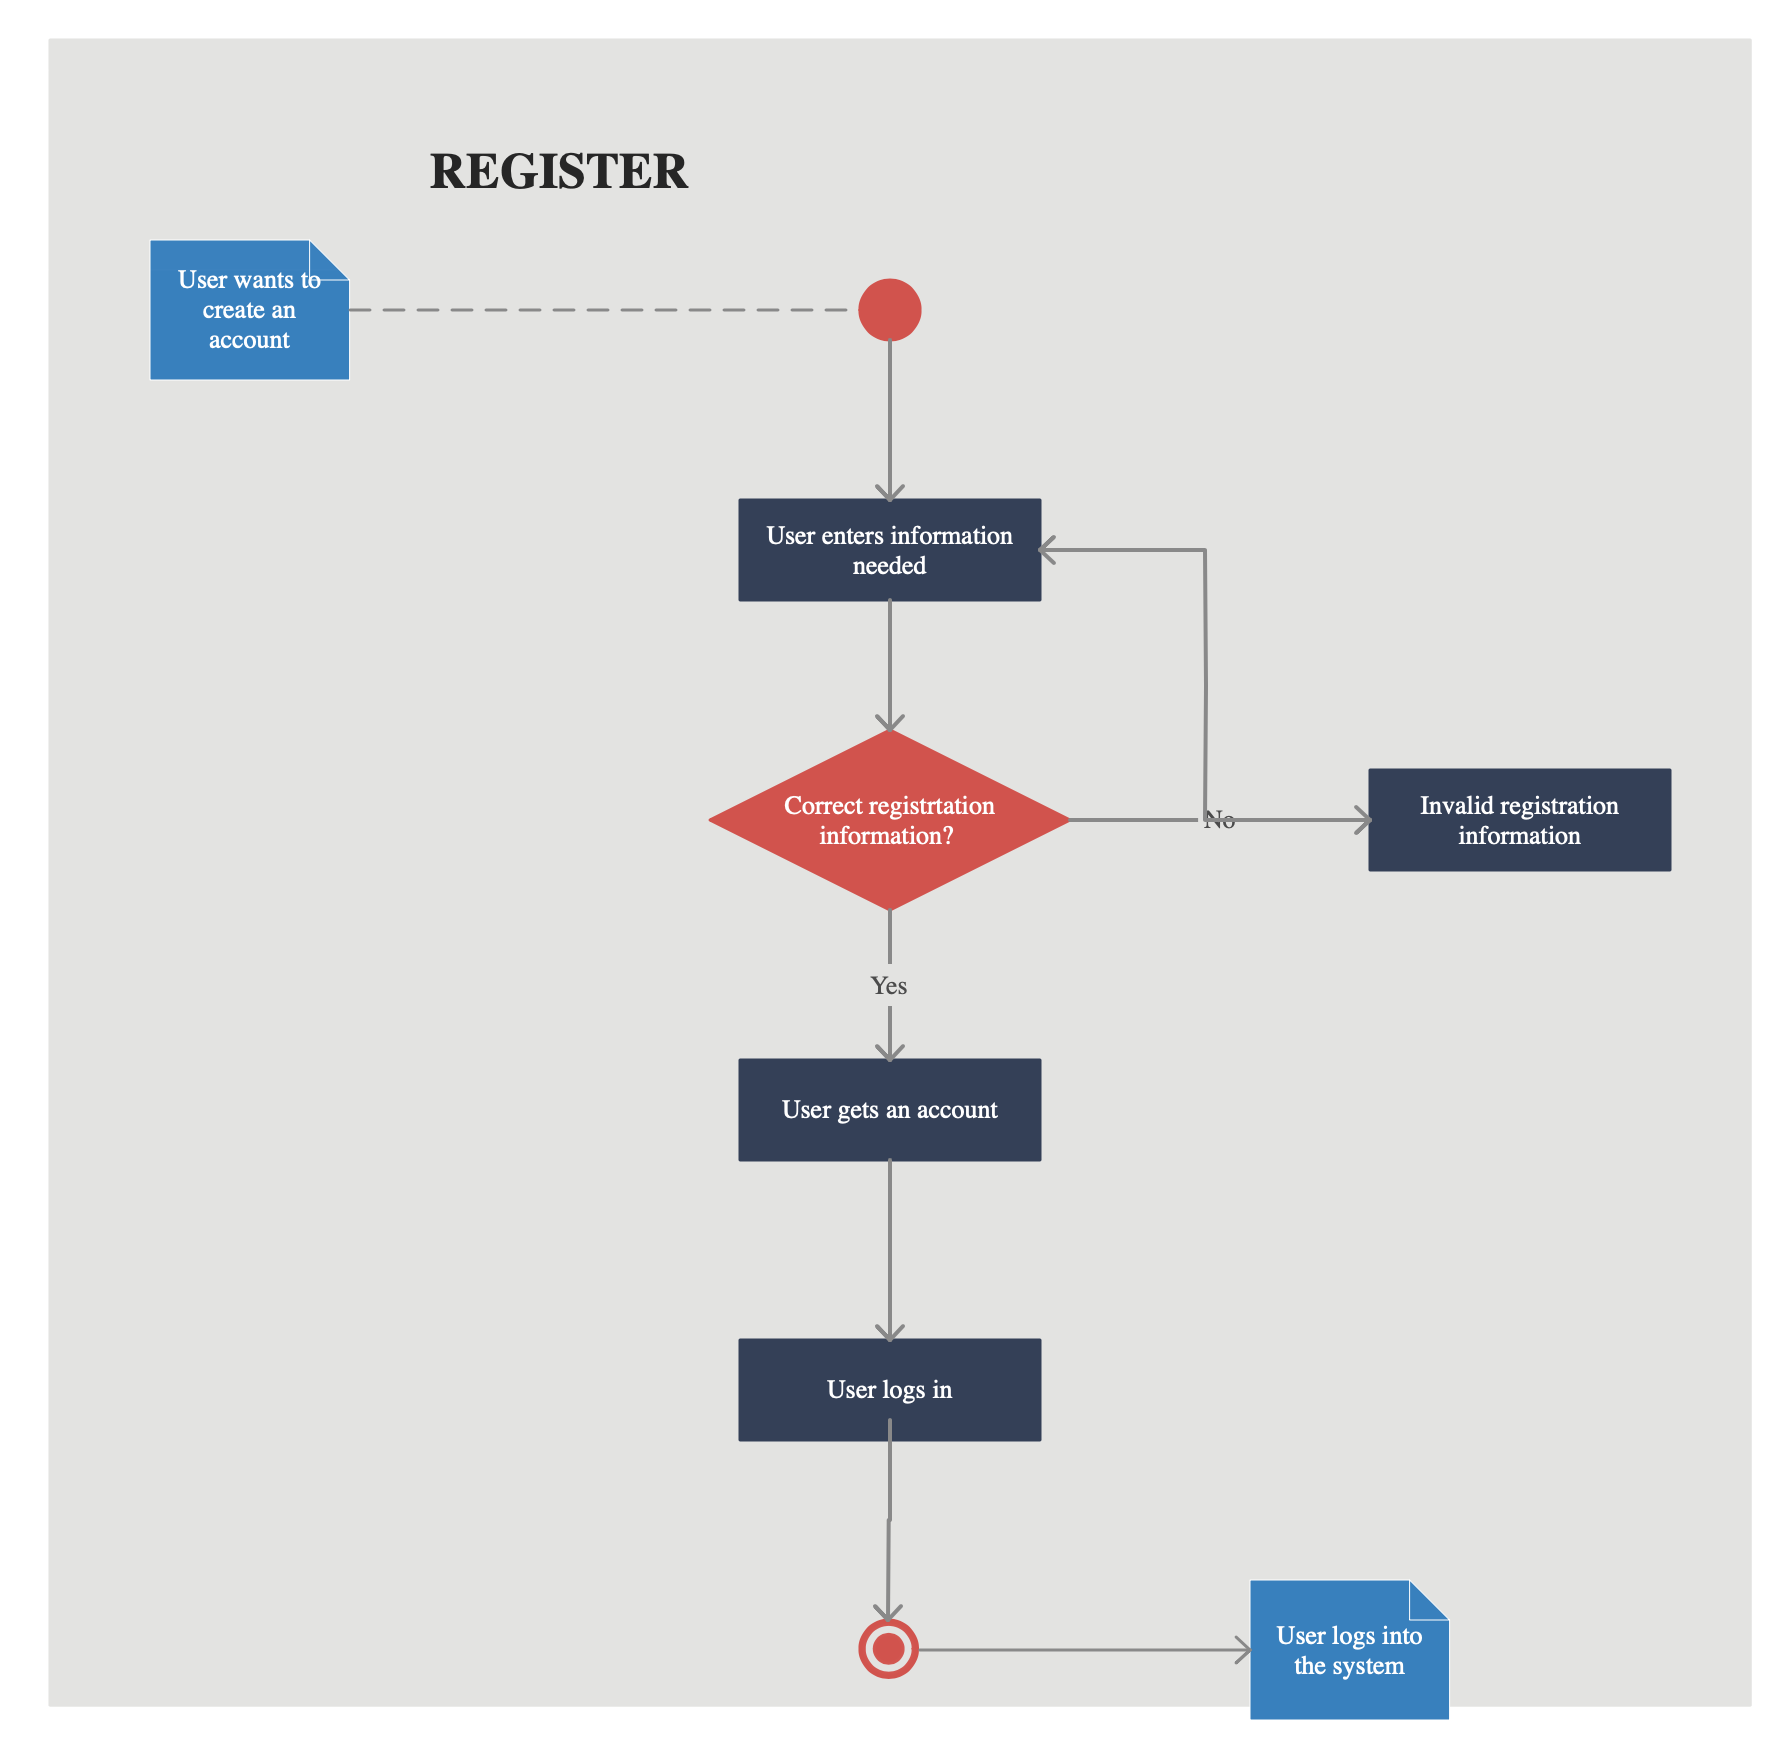 REGISTER
User wants to
create an
account
User enters information
needed
Correct registrtation
information?
No
Invalid registration
information
Yes
User gets an account
User logs in
User logs into
the system